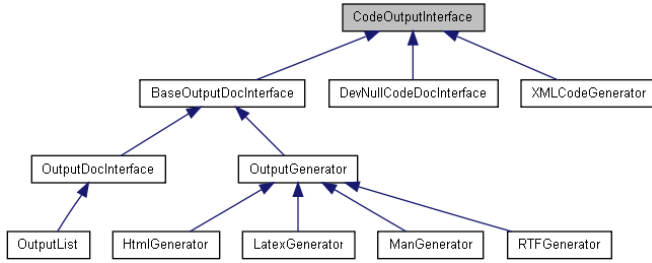 CodeOutputInterface
BaseOutputDocInterface
DevNullCodeDocInterface
XMLCodeGenerator
OutputDocInterface
OutputGenerator
OutputList
HtmlGenerator
LatexGenerator
ManGenerator
RTFGenerator